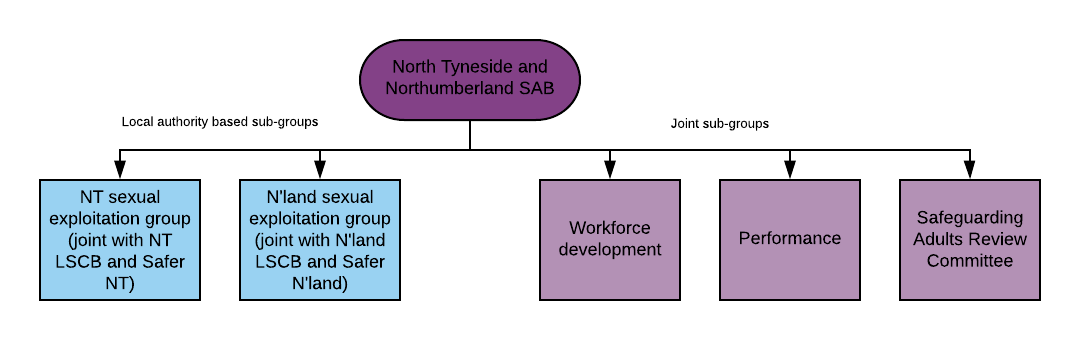 North Tyneside and
Northumberland SAB
Local authority based sub-groups
Joint sub-groups
NT sexual
exploitation group
(joint with NT
LSCB and Safer
NT)
N'land sexual
exploitation group
(joint with N'land
LSCB and Safer
N'land)
Workforce
development
Performance
Safeguarding
Adults Review
Committee